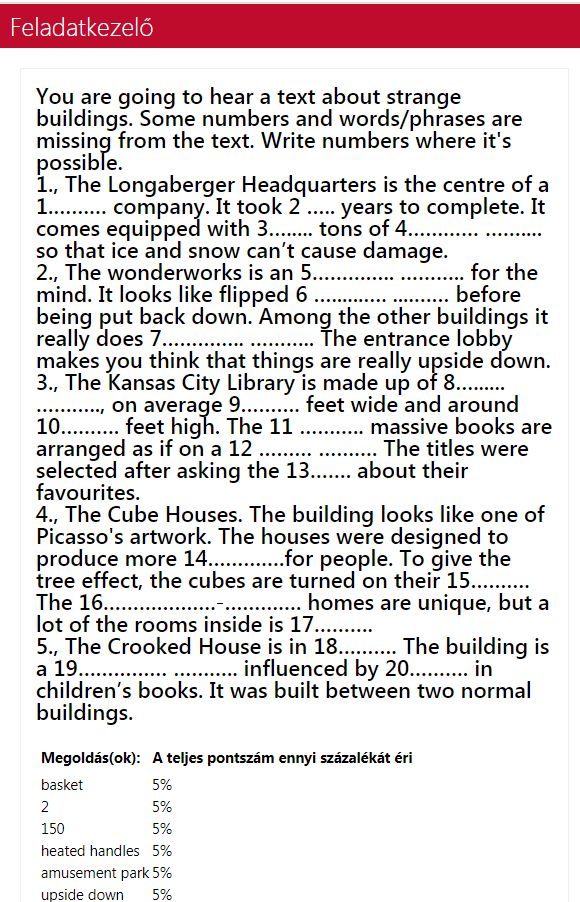 Feladatkezelő
You are going to hear a text about strange
buildings. Some numbers and words/phrases are
missing from the text. Write numbers where it's
possible.
1., The Longaberger Headquarters is the centre of a
1.......... company. It took 2 ..... years to complete. It
comes equipped with 3........ tons of 4............ ..........
so that ice and snow can’t cause damage.
2., The wonderworks is an 5.............. ........... for the
mind. It looks like flipped 6 ............. .......... before
being put back down. Among the other buildings it
really does 7.............. ........... The entrance lobby
makes you think that things are really upside down.
3., The Kansas City Library is made up of 8.........
..........., on average 9.......... feet wide and around
10.......... feet high. The 11 ........... massive books are
arranged as if on a 12 ......... .......... The titles were
selected after asking the 13....... about their
favourites.
4., The Cube Houses. The building looks like one of
Picasso's artwork. The houses were designed to
produce more 14.............for people. To give the
tree effect, the cubes are turned on their 15..........
The 16...................-............. homes are unique, but a
lot of the rooms inside is 17..........
5., The Crooked House is in 18.......... The building is
a 19............... ........... influenced by 20.......... in
children’s books. It was built between two normal
buildings.
Megoldás(ok): A teljes pontszám ennyi százalékát éri
basket 5%
2 5%
150 5%
heated handles 5%
amusement park 5%
upside down 5%